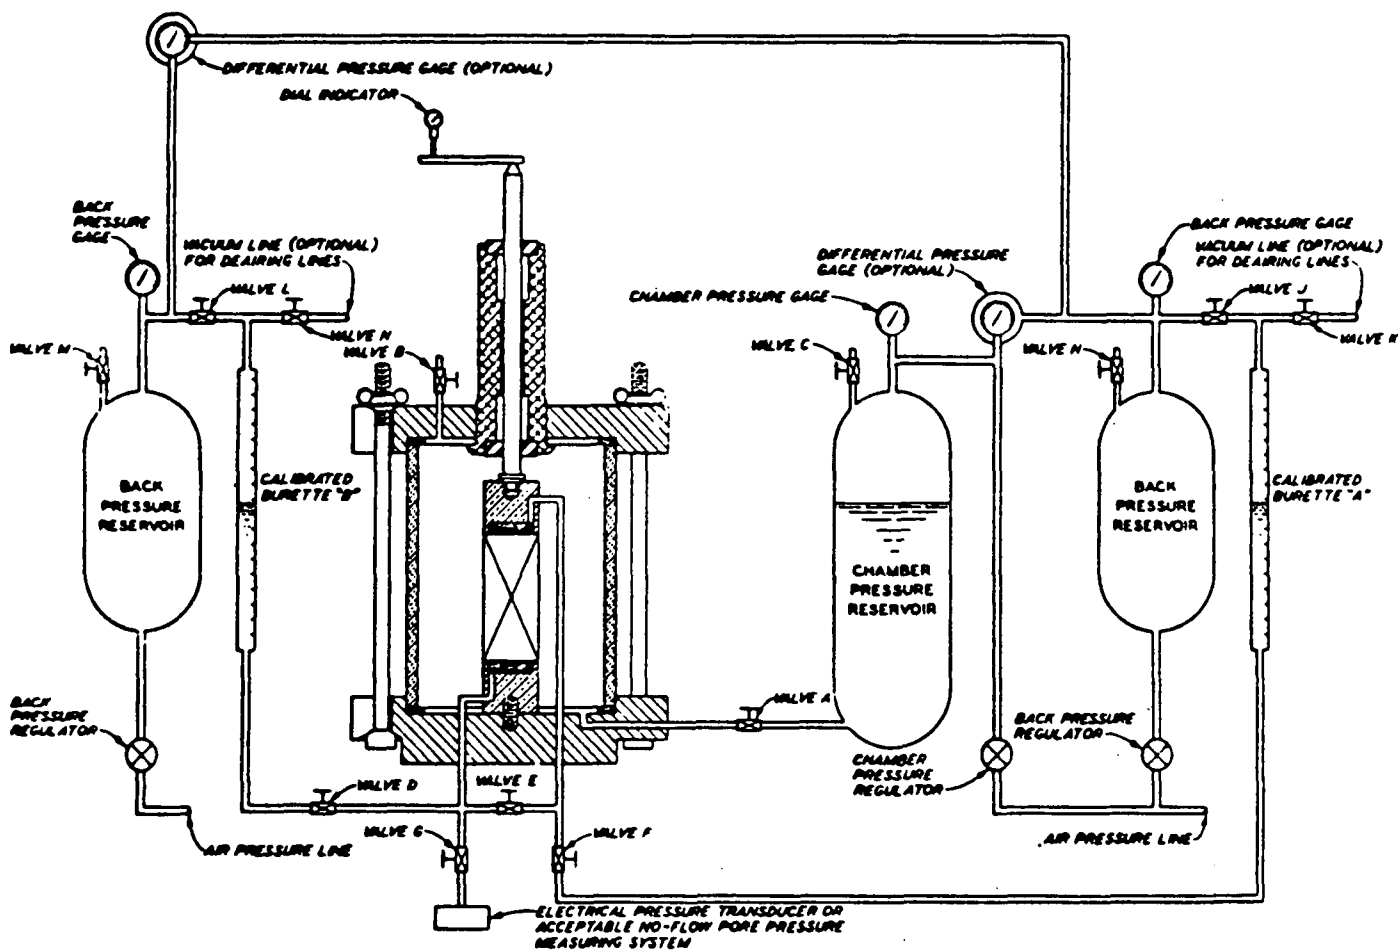 DIFFERENTIAL PRESSURE GAGE (OPTIONAL)
DIAL INDICATOR
BACK
PRESSURE
GAGE
VACUUM LINE (OPTIONAL)
FOR DEAIRING LINES
VALVE L
VALVE N
VALVE B
VALVE M
BACK
PRESSURE
RESERVOIR
CALIBRATED
BURETTE "B"
BACK
PRESSURE
REGULATOR
AIR PRESSURE LINE
VALVE D
VALVE E
VALVE G
VALVE F
ELECTRICAL PRESSURE TRANSDUCER OR
ACCEPTABLE NO-FLOW PORE PRESSURE
MEASURING SYSTEM
DIFFERENTIAL PRESSURE
GAGE (OPTIONAL)
CHAMBER PRESSURE GAGE
VALVE C
CHAMBER
PRESSURE
RESERVOIR
VALVE A
CHAMBER
PRESSURE
REGULATOR
BACK PRESSURE GAGE
VACUUM LINE (OPTIONAL)
FOR DEAIRING LINES
VALVE J
VALVE K
VALVE H
BACK
PRESSURE
RESERVOIR
CALIBRATED
BURETTE "A"
BACK PRESSURE
REGULATOR
AIR PRESSURE LINE